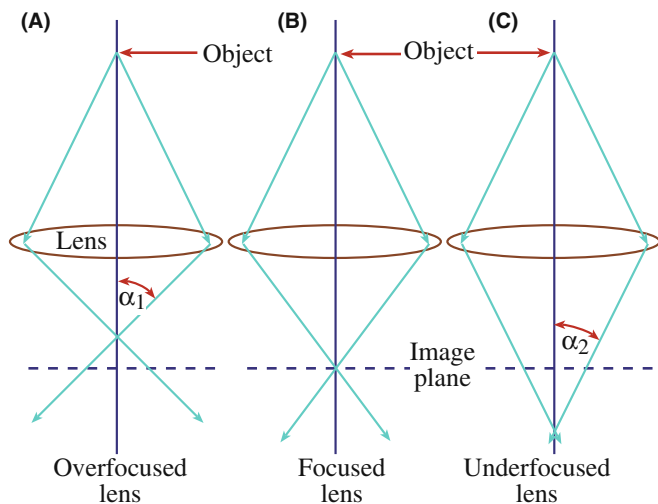 (A)
(B)
(C)
Object
Object
Lens
α1
α2
Image
plane
Overfocused
lens
Focused
lens
Underfocused
lens